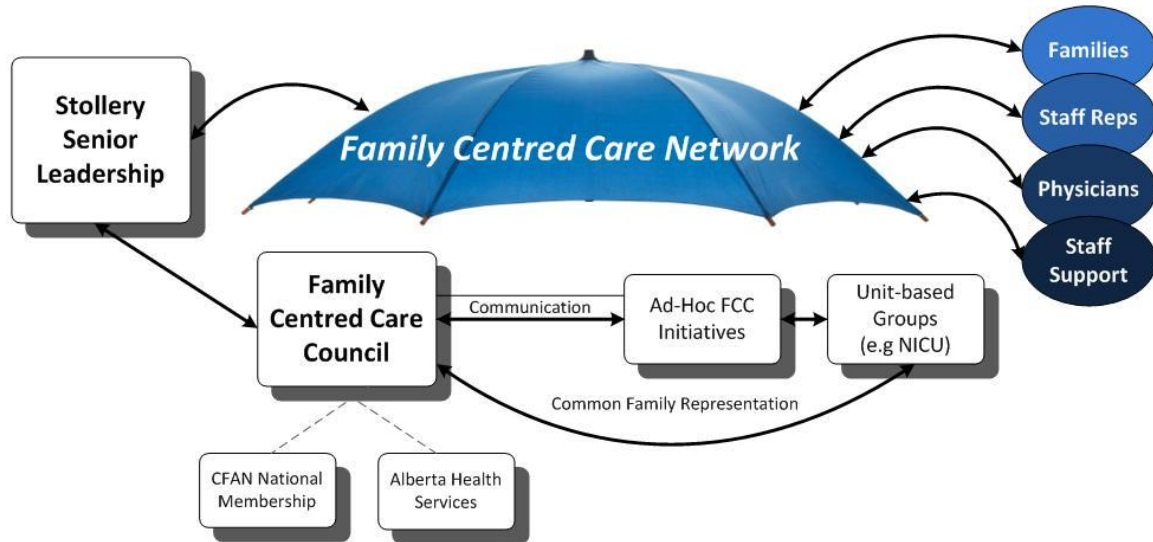 Families
Stollery
Senior
Leadership
Family Centred Care Network
Staff Reps
Physicians
Staff
Support
Family
Centred Care
Council
Communication
Ad-Hoc FCC
Initiatives
Unit-based
Groups
(e.g NICU)
Common Family Representation
CFAN National
Membership
Alberta Health
Services